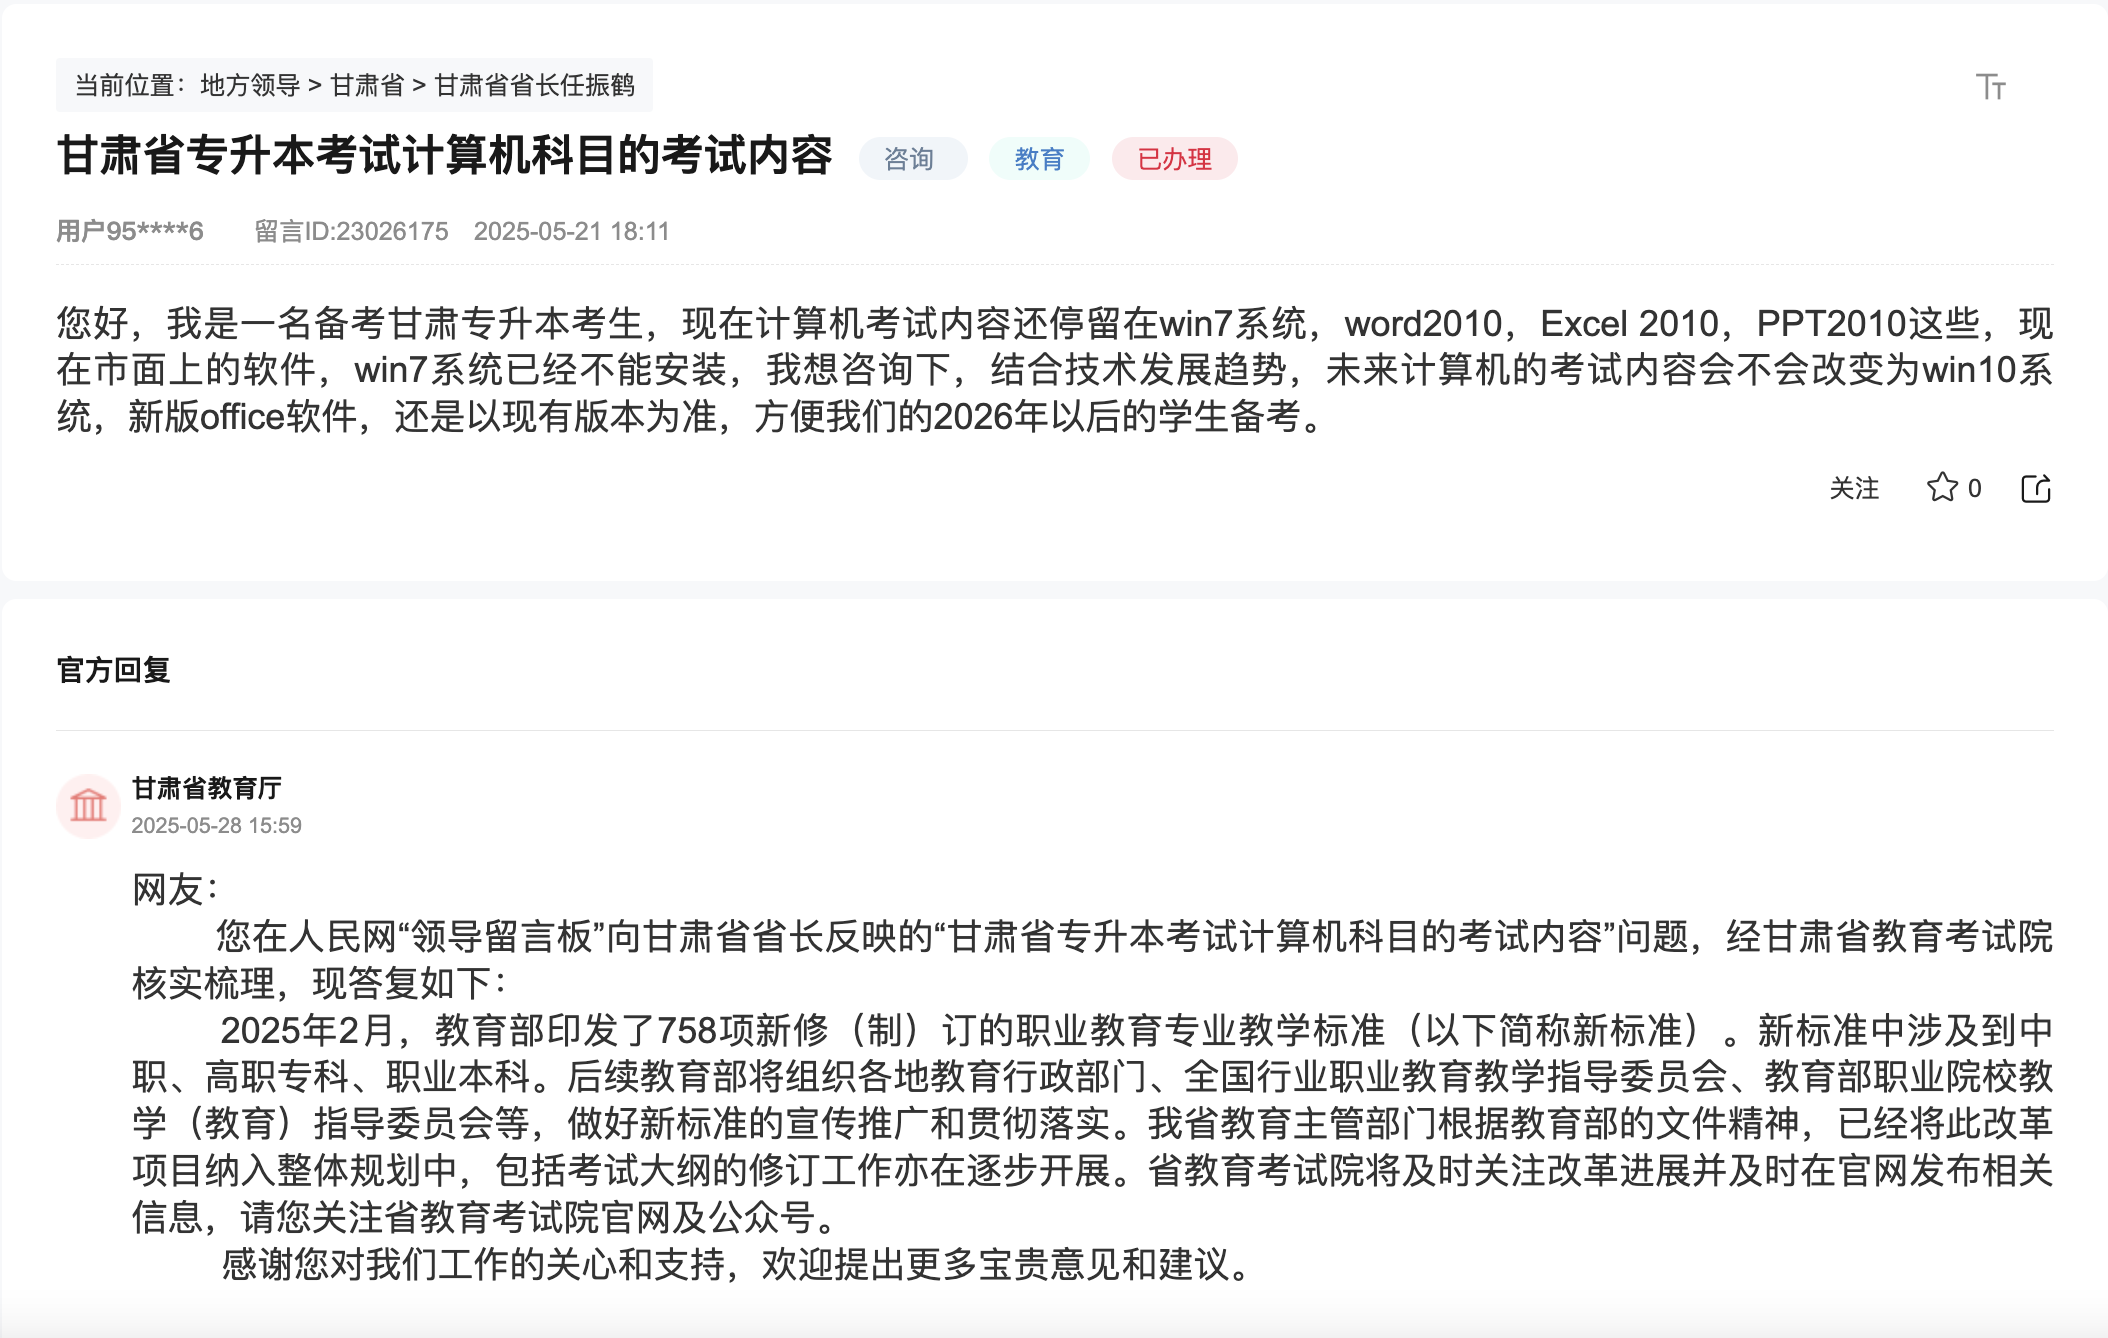 当前位置：地方领导 > 甘肃省 > 甘肃省省长任振鹤
甘肃省专升本考试计算机科目的考试内容 咨询 教育 已办理
用户95****6 留言ID:23026175 2025-05-21 18:11
您好，我是一名备考甘肃专升本考生，现在计算机考试内容还停留在win7系统，word2010，Excel 2010，PPT2010这些，现
在市面上的软件，win7系统已经不能安装，我想咨询下，结合技术发展趋势，未来计算机的考试内容会不会改变为win10系
统，新版office软件，还是以现有版本为准，方便我们的2026年以后的学生备考。
关注 0
官方回复
甘肃省教育厅
2025-05-28 15:59
网友：
您在人民网“领导留言板”向甘肃省省长反映的“甘肃省专升本考试计算机科目的考试内容”问题，经甘肃省教育考试院
核实梳理，现答复如下：
2025年2月，教育部印发了758项新修（制）订的职业教育专业教学标准（以下简称新标准）。新标准中涉及到中
职、高职专科、职业本科。后续教育部将组织各地教育行政部门、全国行业职业教育教学指导委员会、教育部职业院校教
学（教育）指导委员会等，做好新标准的宣传推广和贯彻落实。我省教育主管部门根据教育部的文件精神，已经将此改革
项目纳入整体规划中，包括考试大纲的修订工作亦在逐步开展。省教育考试院将及时关注改革进展并及时在官网发布相关
信息，请您关注省教育考试院官网及公众号。
感谢您对我们工作的关心和支持，欢迎提出更多宝贵意见和建议。